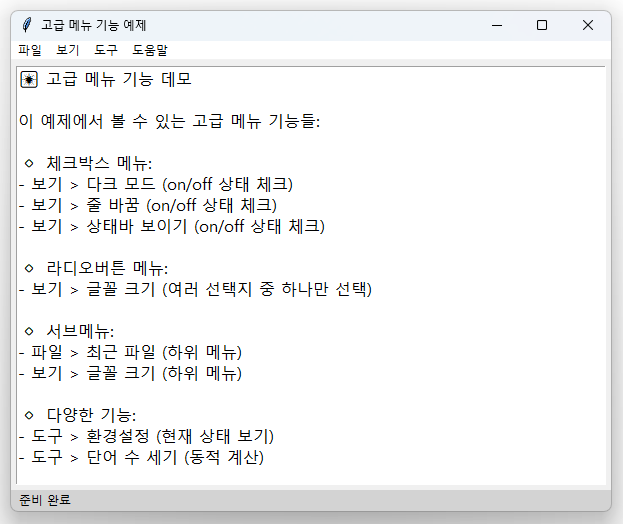 고급 메뉴 기능 예제
파일 보기 도구 도움말
고급 메뉴 기능 데모
이 예제에서 볼 수 있는 고급 메뉴 기능들:
체크박스 메뉴:
- 보기 > 다크 모드 (on/off 상태 체크)
- 보기 > 줄 바꿈 (on/off 상태 체크)
- 보기 > 상태바 보이기 (on/off 상태 체크)
라디오버튼 메뉴:
- 보기 > 글꼴 크기 (여러 선택지 중 하나만 선택)
서브메뉴:
- 파일 > 최근 파일 (하위 메뉴)
- 보기 > 글꼴 크기 (하위 메뉴)
다양한 기능:
- 도구 > 환경설정 (현재 상태 보기)
- 도구 > 단어 수 세기 (동적 계산)
준비 완료